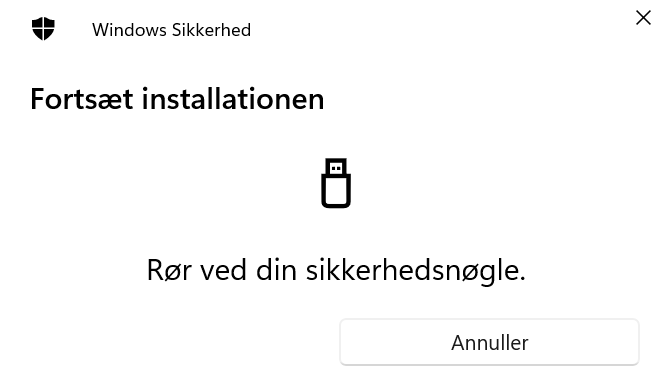 Windows Sikkerhed
Fortsæt installationen
Rør ved din sikkerhedsnøgle.
Annuller